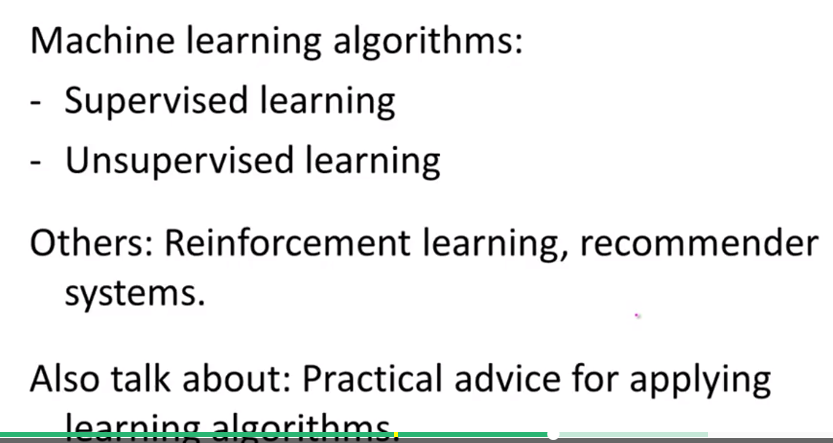 Machine learning algorithms:
- Supervised learning
- Unsupervised learning
Others: Reinforcement learning, recommender
systems.
Also talk about: Practical advice for applying
learning algorithms.